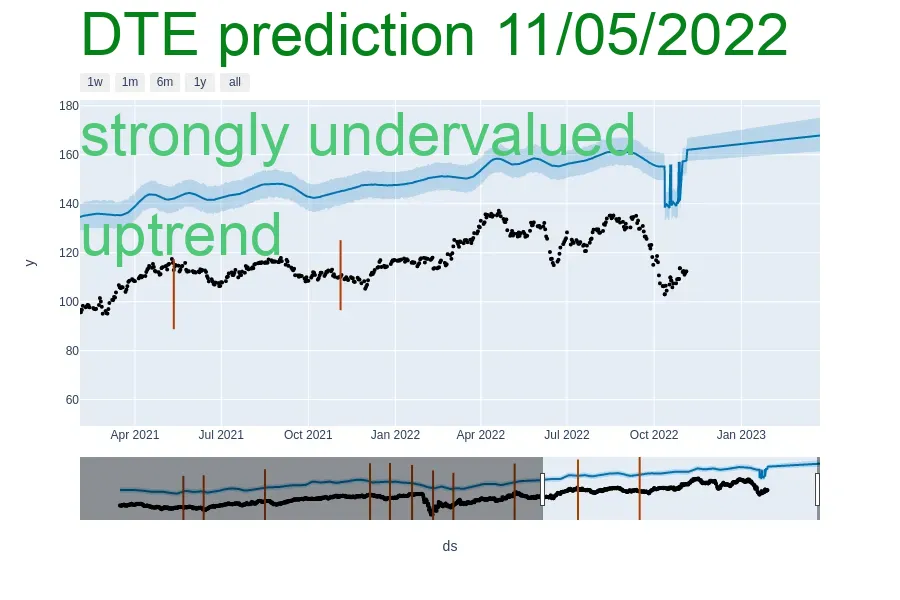 DTE prediction 11/05/2022
1w 1m 6m 1y all
180
strongly undervalued
160
140
uptrend
120
y
100
80
60
Apr 2021 Jul 2021 Oct 2021 Jan 2022 Apr 2022 Jul 2022 Oct 2022 Jan 2023
ds